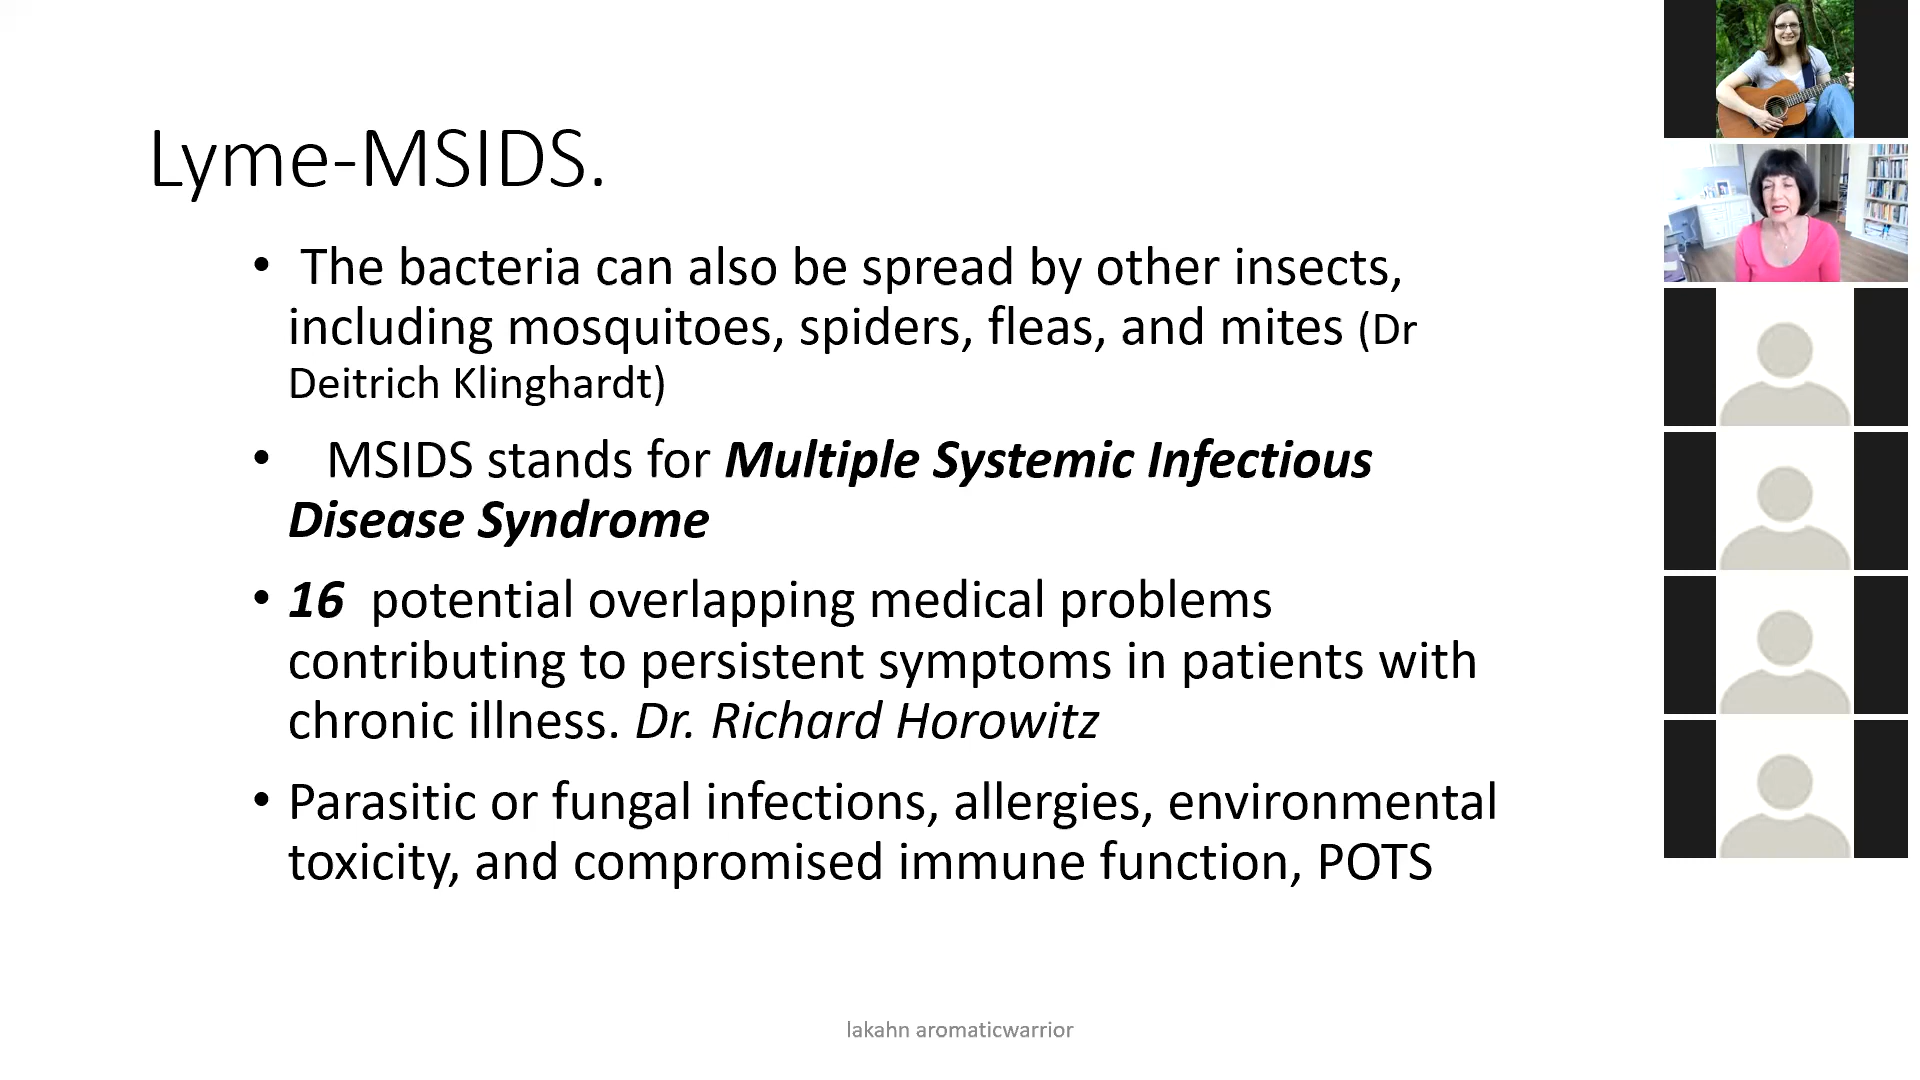 Lyme-MSIDS.
• The bacteria can also be spread by other insects,
including mosquitoes, spiders, fleas, and mites (Dr
Deitrich Klinghardt)
• MSIDS stands for Multiple Systemic Infectious
Disease Syndrome
• 16 potential overlapping medical problems
contributing to persistent symptoms in patients with
chronic illness. Dr. Richard Horowitz
• Parasitic or fungal infections, allergies, environmental
toxicity, and compromised immune function, POTS
lakahn aromaticwarrior